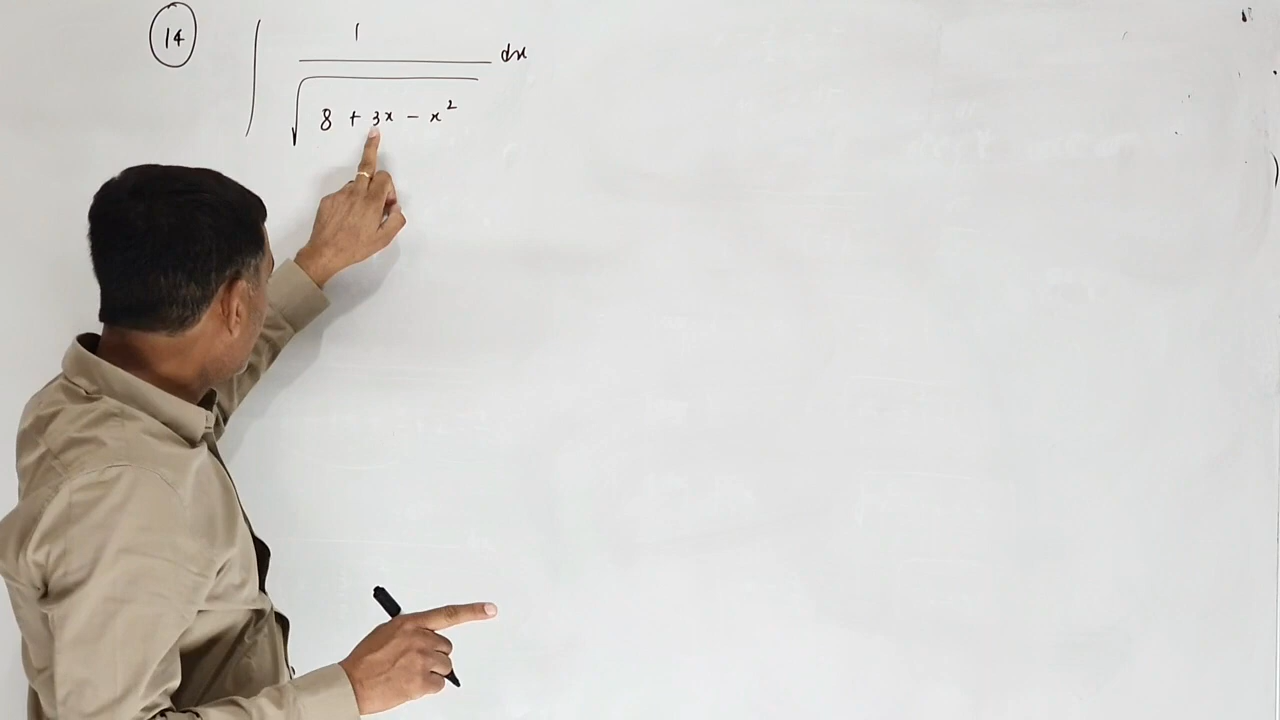 14 ∫ 1 / √(8 + 3x - x²) dx